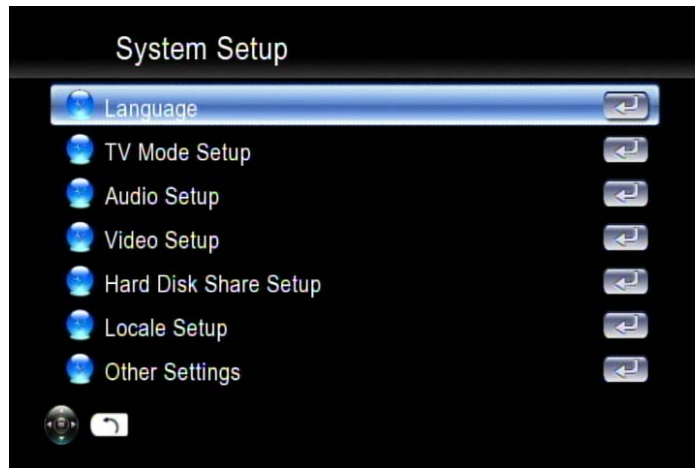 System Setup
Language
TV Mode Setup
Audio Setup
Video Setup
Hard Disk Share Setup
Locale Setup
Other Settings